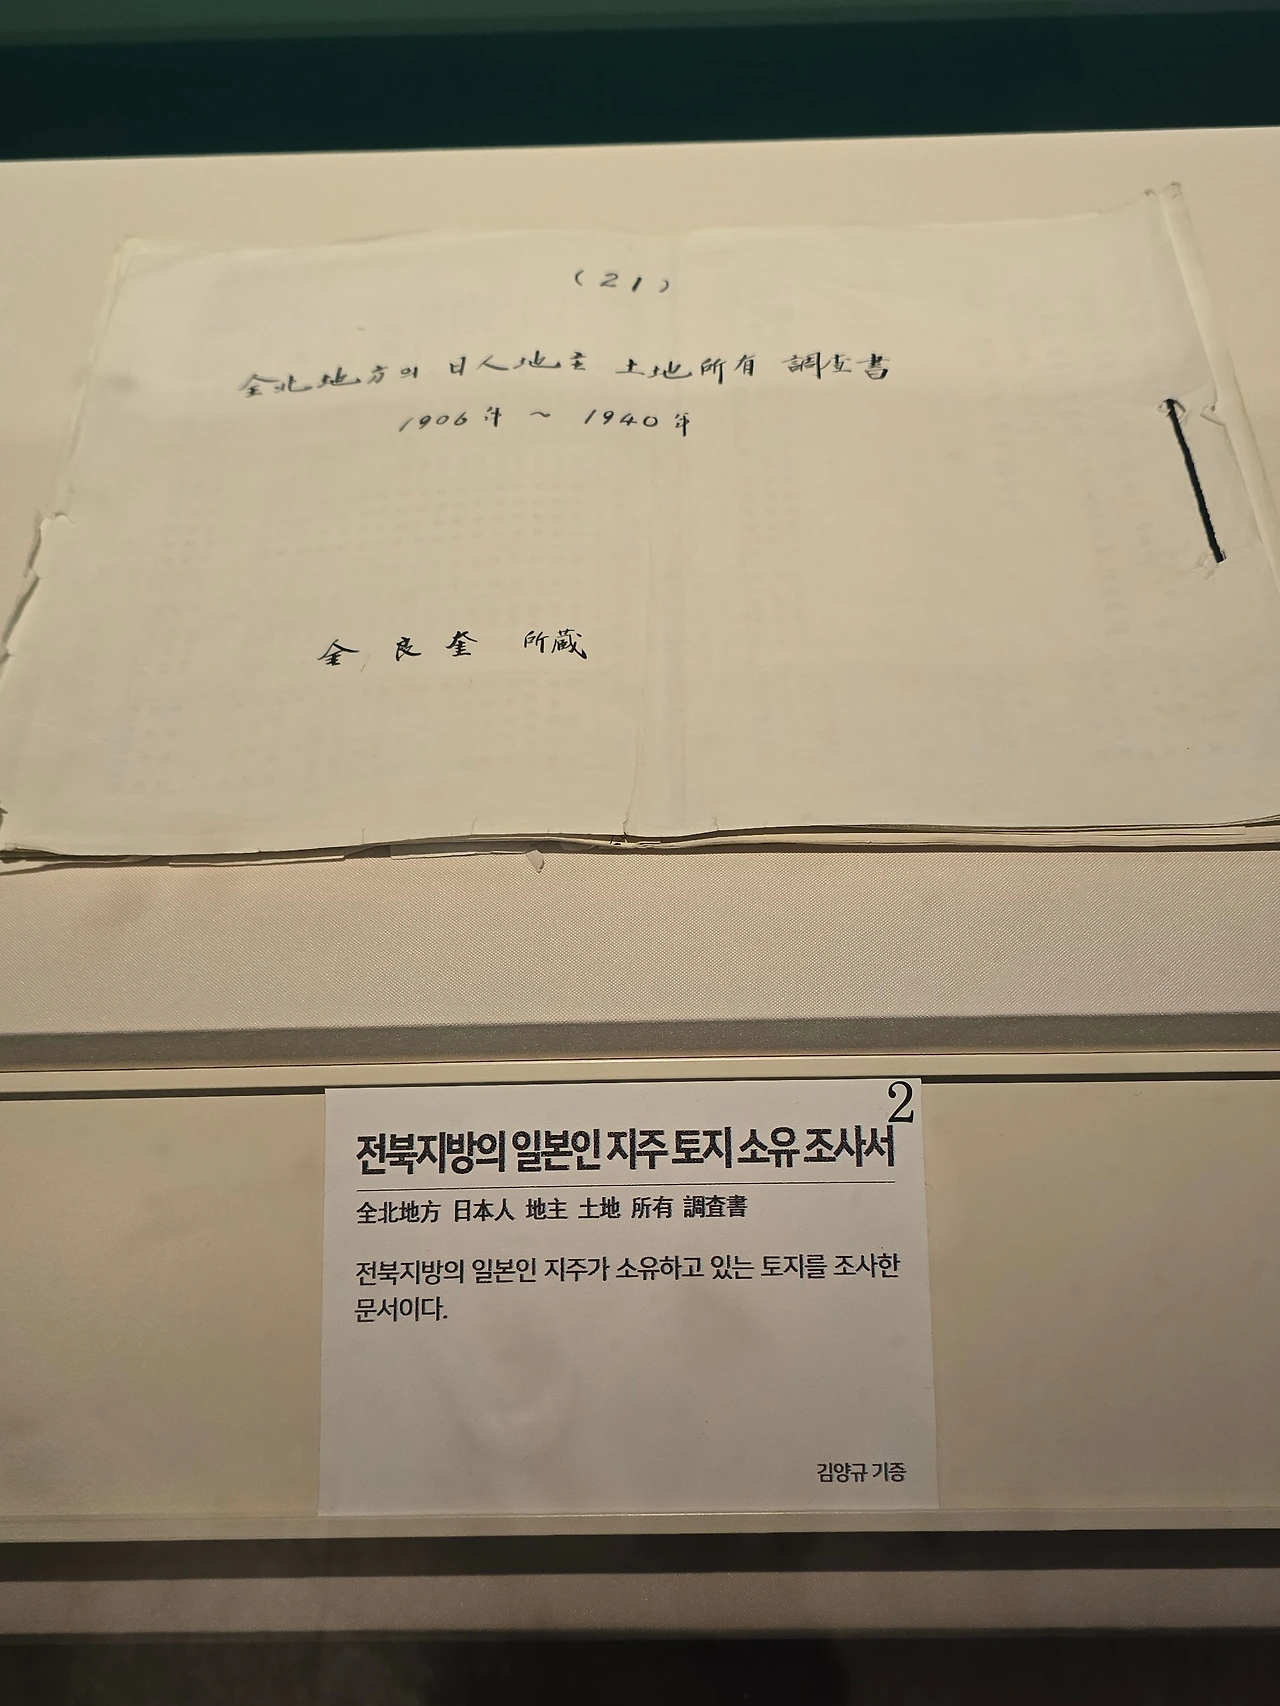 (21)
全北地方의 日人地主 土地所有 調査書
1906年 ~ 1940年
金良奎 所蔵
2
전북지방의 일본인 지주 토지 소유 조사서
全北地方 日本人 地主 土地 所有 調査書
전북지방의 일본인 지주가 소유하고 있는 토지를 조사한
문서이다.
김양규 기증